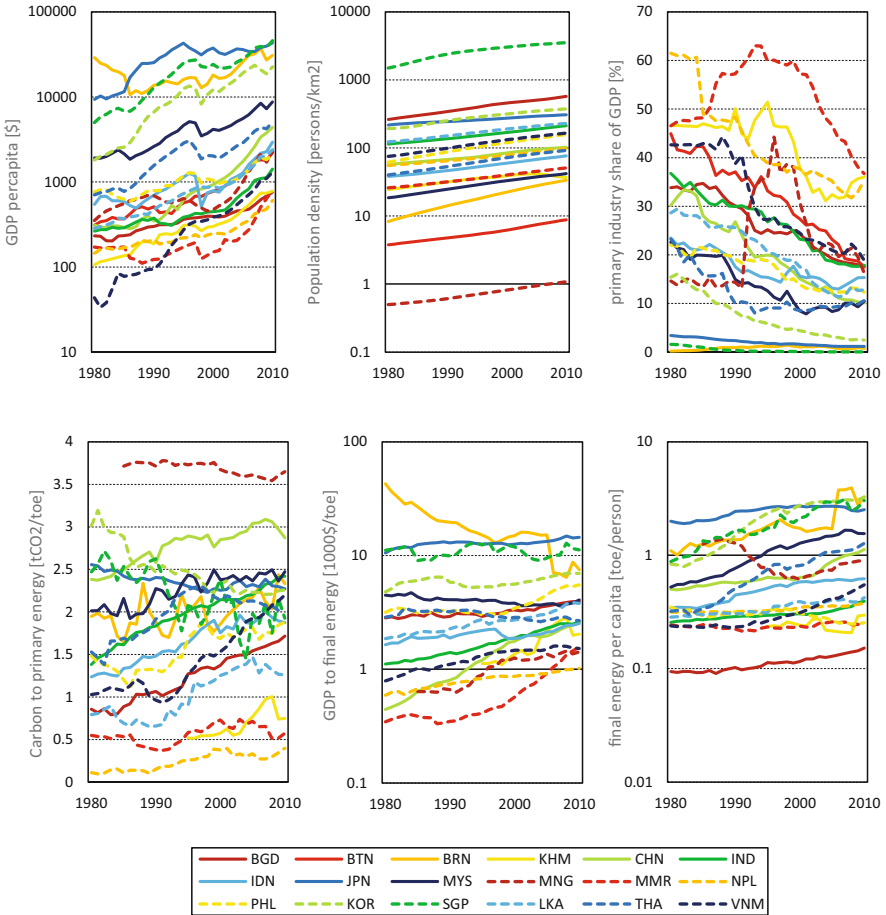 GDP percapita [$]
100000
10000
1000
100
10
1980 1990 2000 2010
Population density [persons/km2]
10000
1000
100
10
1
0.1
1980 1990 2000 2010
primary industry share of GDP [%]
70
60
50
40
30
20
10
0
1980 1990 2000 2010
Carbon to primary energy [tCO2/toe]
4
3.5
3
2.5
2
1.5
1
0.5
0
1980 1990 2000 2010
GDP to final energy [1000$/toe]
100
10
1
0.1
1980 1990 2000 2010
final energy per capita [toe/person]
10
1
0.1
0.01
1980 1990 2000 2010
BGD BTN BRN KHM CHN IND
IDN JPN MYS MNG MMR NPL
PHL KOR SGP LKA THA VNM